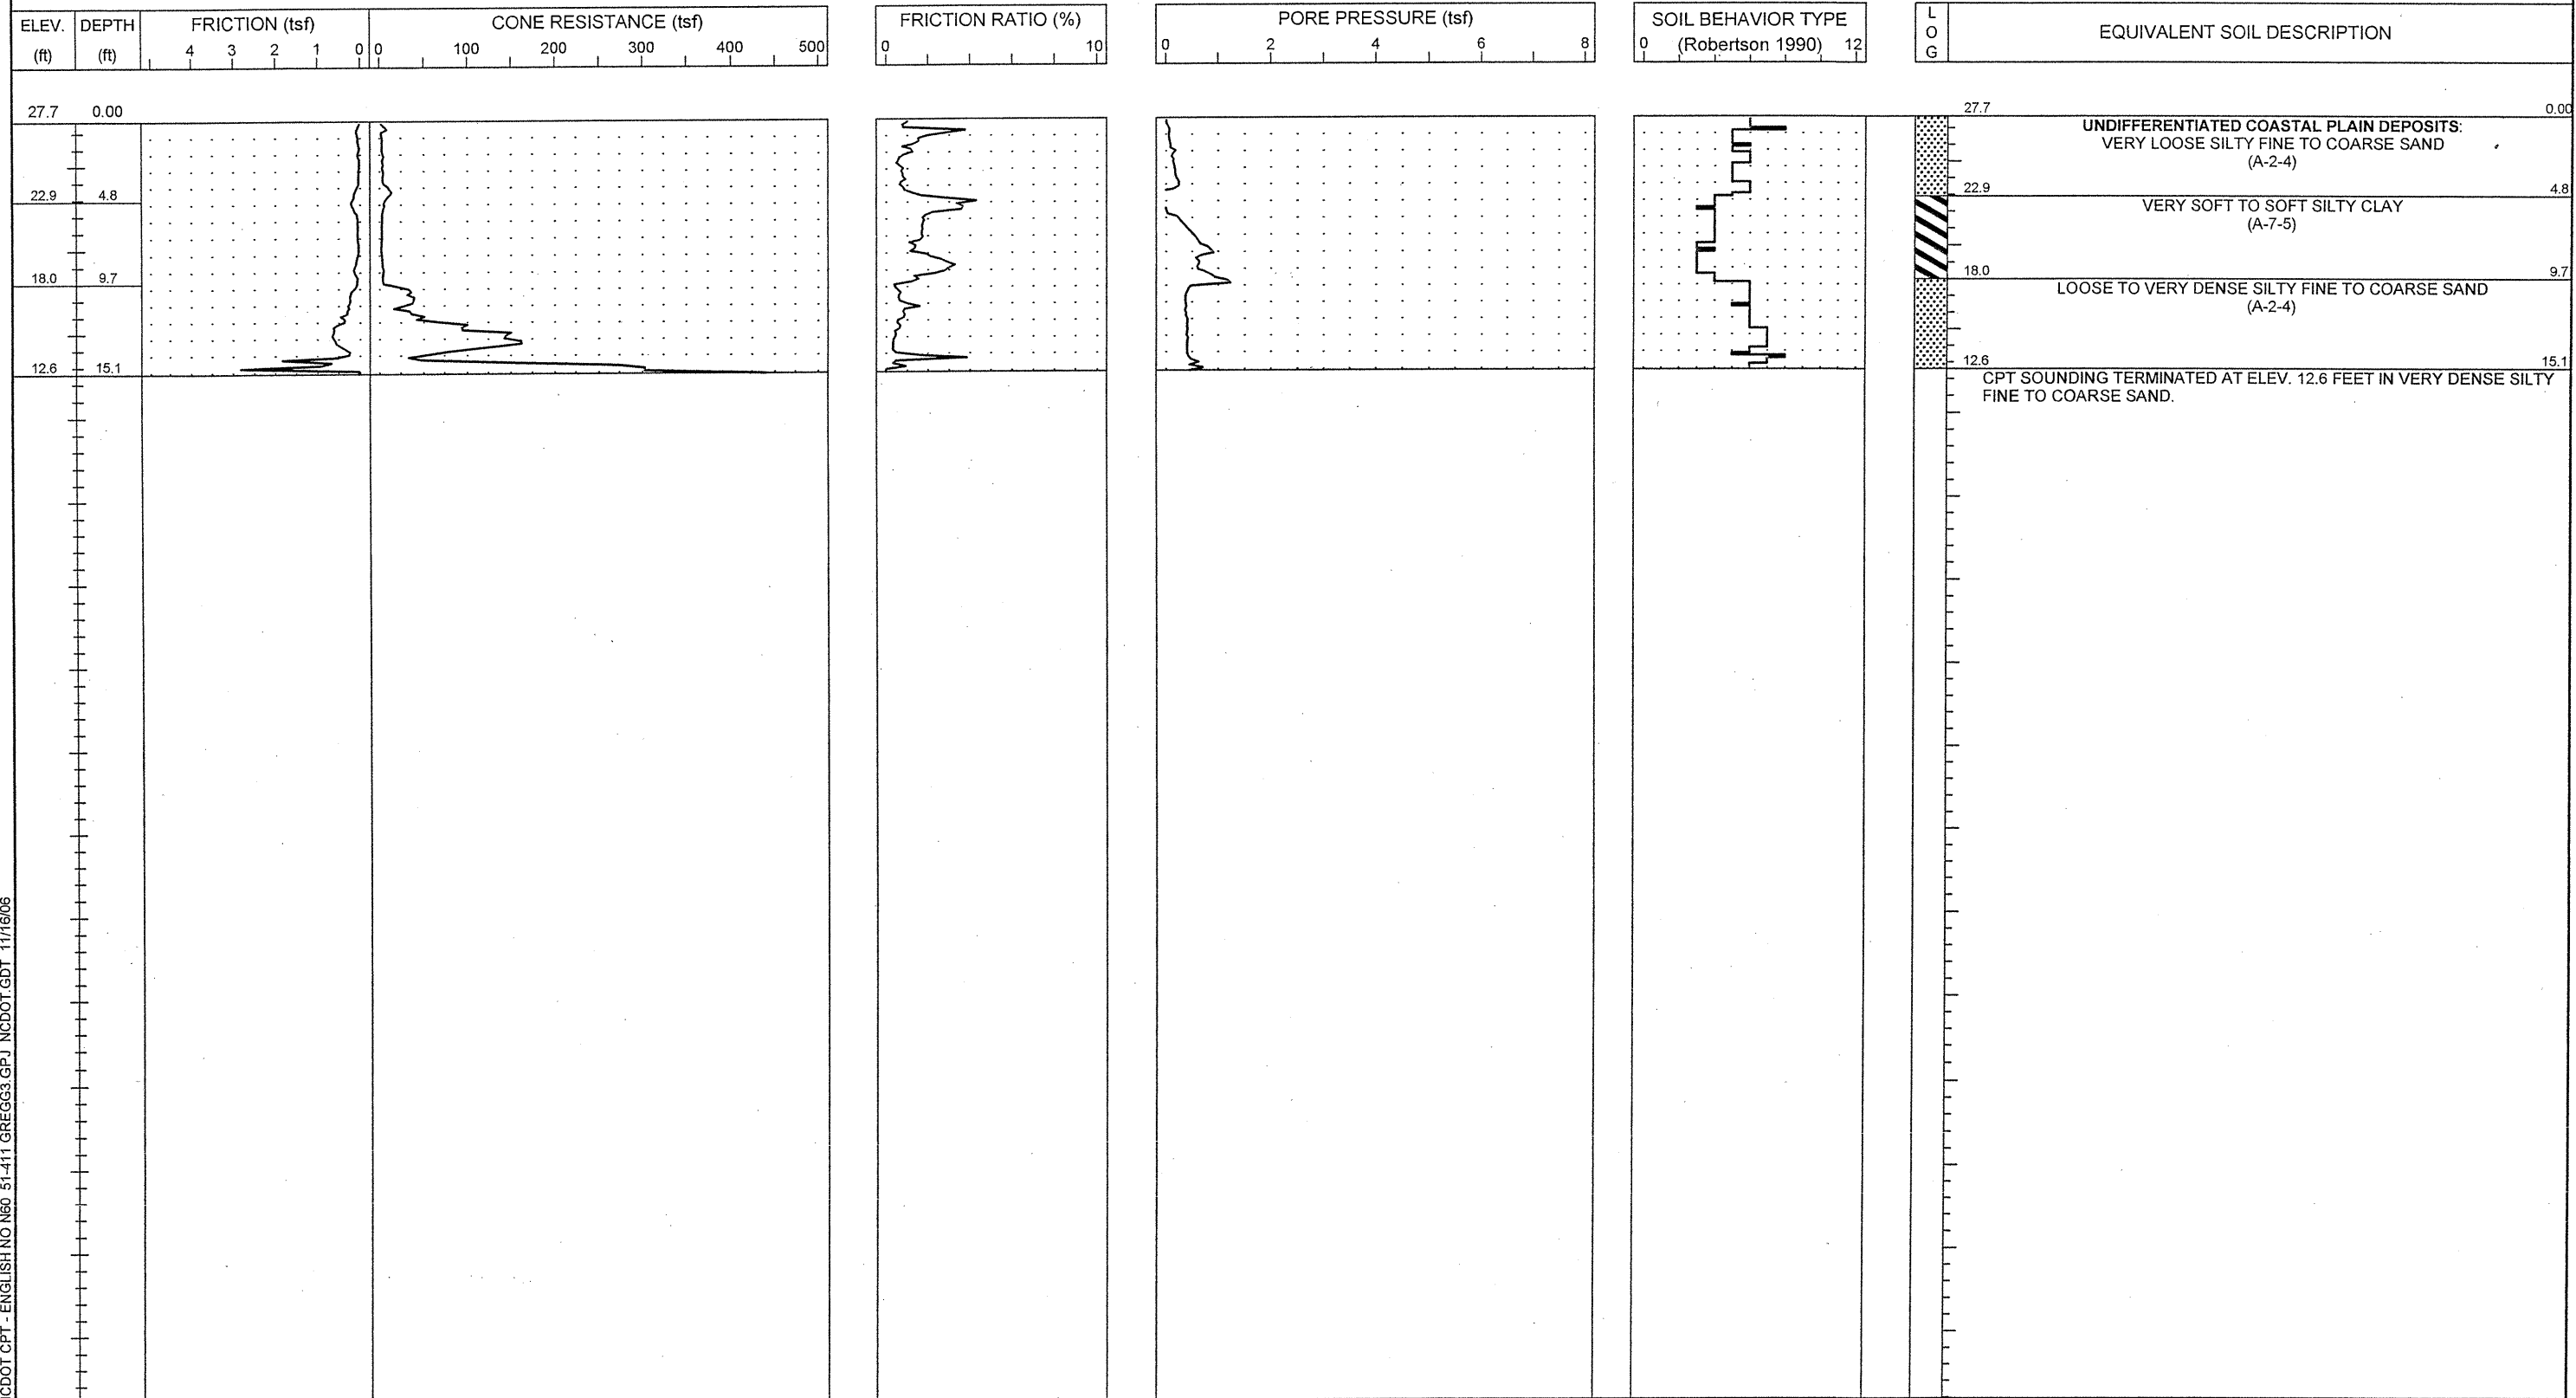 ELEV. DEPTH FRICTION (tsf) CONE RESISTANCE (tsf) FRICTION RATIO (%) PORE PRESSURE (tsf) SOIL BEHAVIOR TYPE L
(ft) (ft) 4 3 2 1 0 0 100 200 300 400 500 0 10 0 2 4 6 8 0 (Robertson 1990) 12 O EQUIVALENT SOIL DESCRIPTION
G
27.7 0.00 27.7 0.00
UNDIFFERENTIATED COASTAL PLAIN DEPOSITS:
VERY LOOSE SILTY FINE TO COARSE SAND
(A-2-4)
22.9 4.8 22.9 4.8
VERY SOFT TO SOFT SILTY CLAY
(A-7-5)
18.0 9.7 18.0 9.7
LOOSE TO VERY DENSE SILTY FINE TO COARSE SAND
(A-2-4)
12.6 15.1 12.6 15.1
CPT SOUNDING TERMINATED AT ELEV. 12.6 FEET IN VERY DENSE SILTY
FINE TO COARSE SAND.
CDOT CPT - ENGLISH NO N60 51-411 GREGG3.GPJ NCDOT.GDT 11/16/06